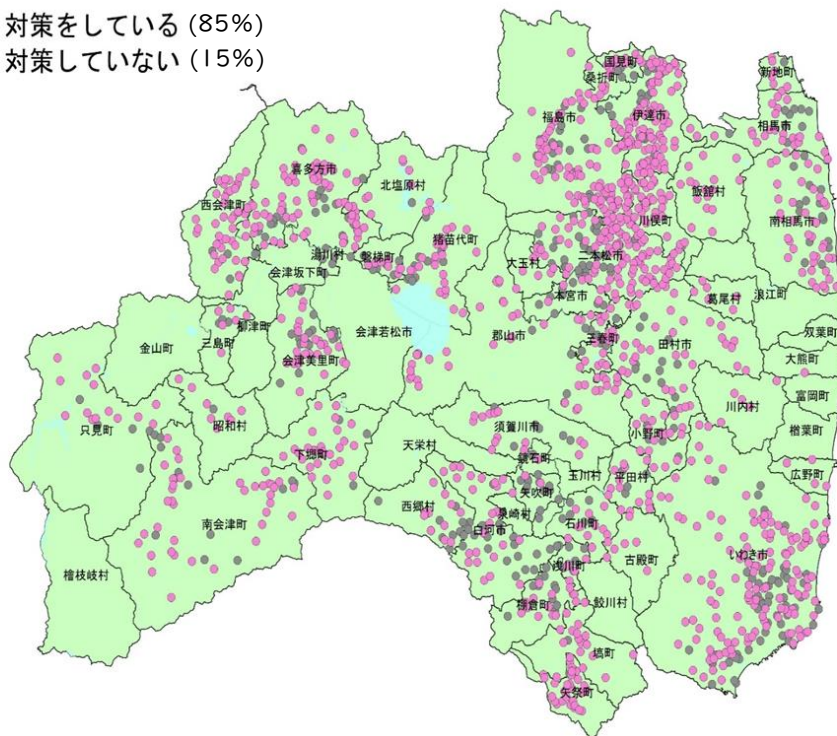 対策をしている (85%)
対策していない (15%)
国見町
桑折町
新地町
福島市
伊達市
相馬市
喜多方市
北塩原村
西会津町
飯舘村
川俣町
南相馬市
猪苗代町
湯川村
磐梯町
大玉村
二本松市
会津坂下町
本宮市
葛尾村
浪江町
柳津町
金山町
三島町
会津若松市
会津美里町
郡山市
三春町
田村市
双葉町
大熊町
富岡町
川内村
楢葉町
只見町
昭和村
須賀川市
小野町
下郷町
天栄村
鏡石町
玉川村
平田村
広野町
西郷村
矢吹町
泉崎村
白河市
石川町
南会津町
古殿町
いわき市
浅川町
檜枝岐村
棚倉町
鮫川村
塙町
矢祭町